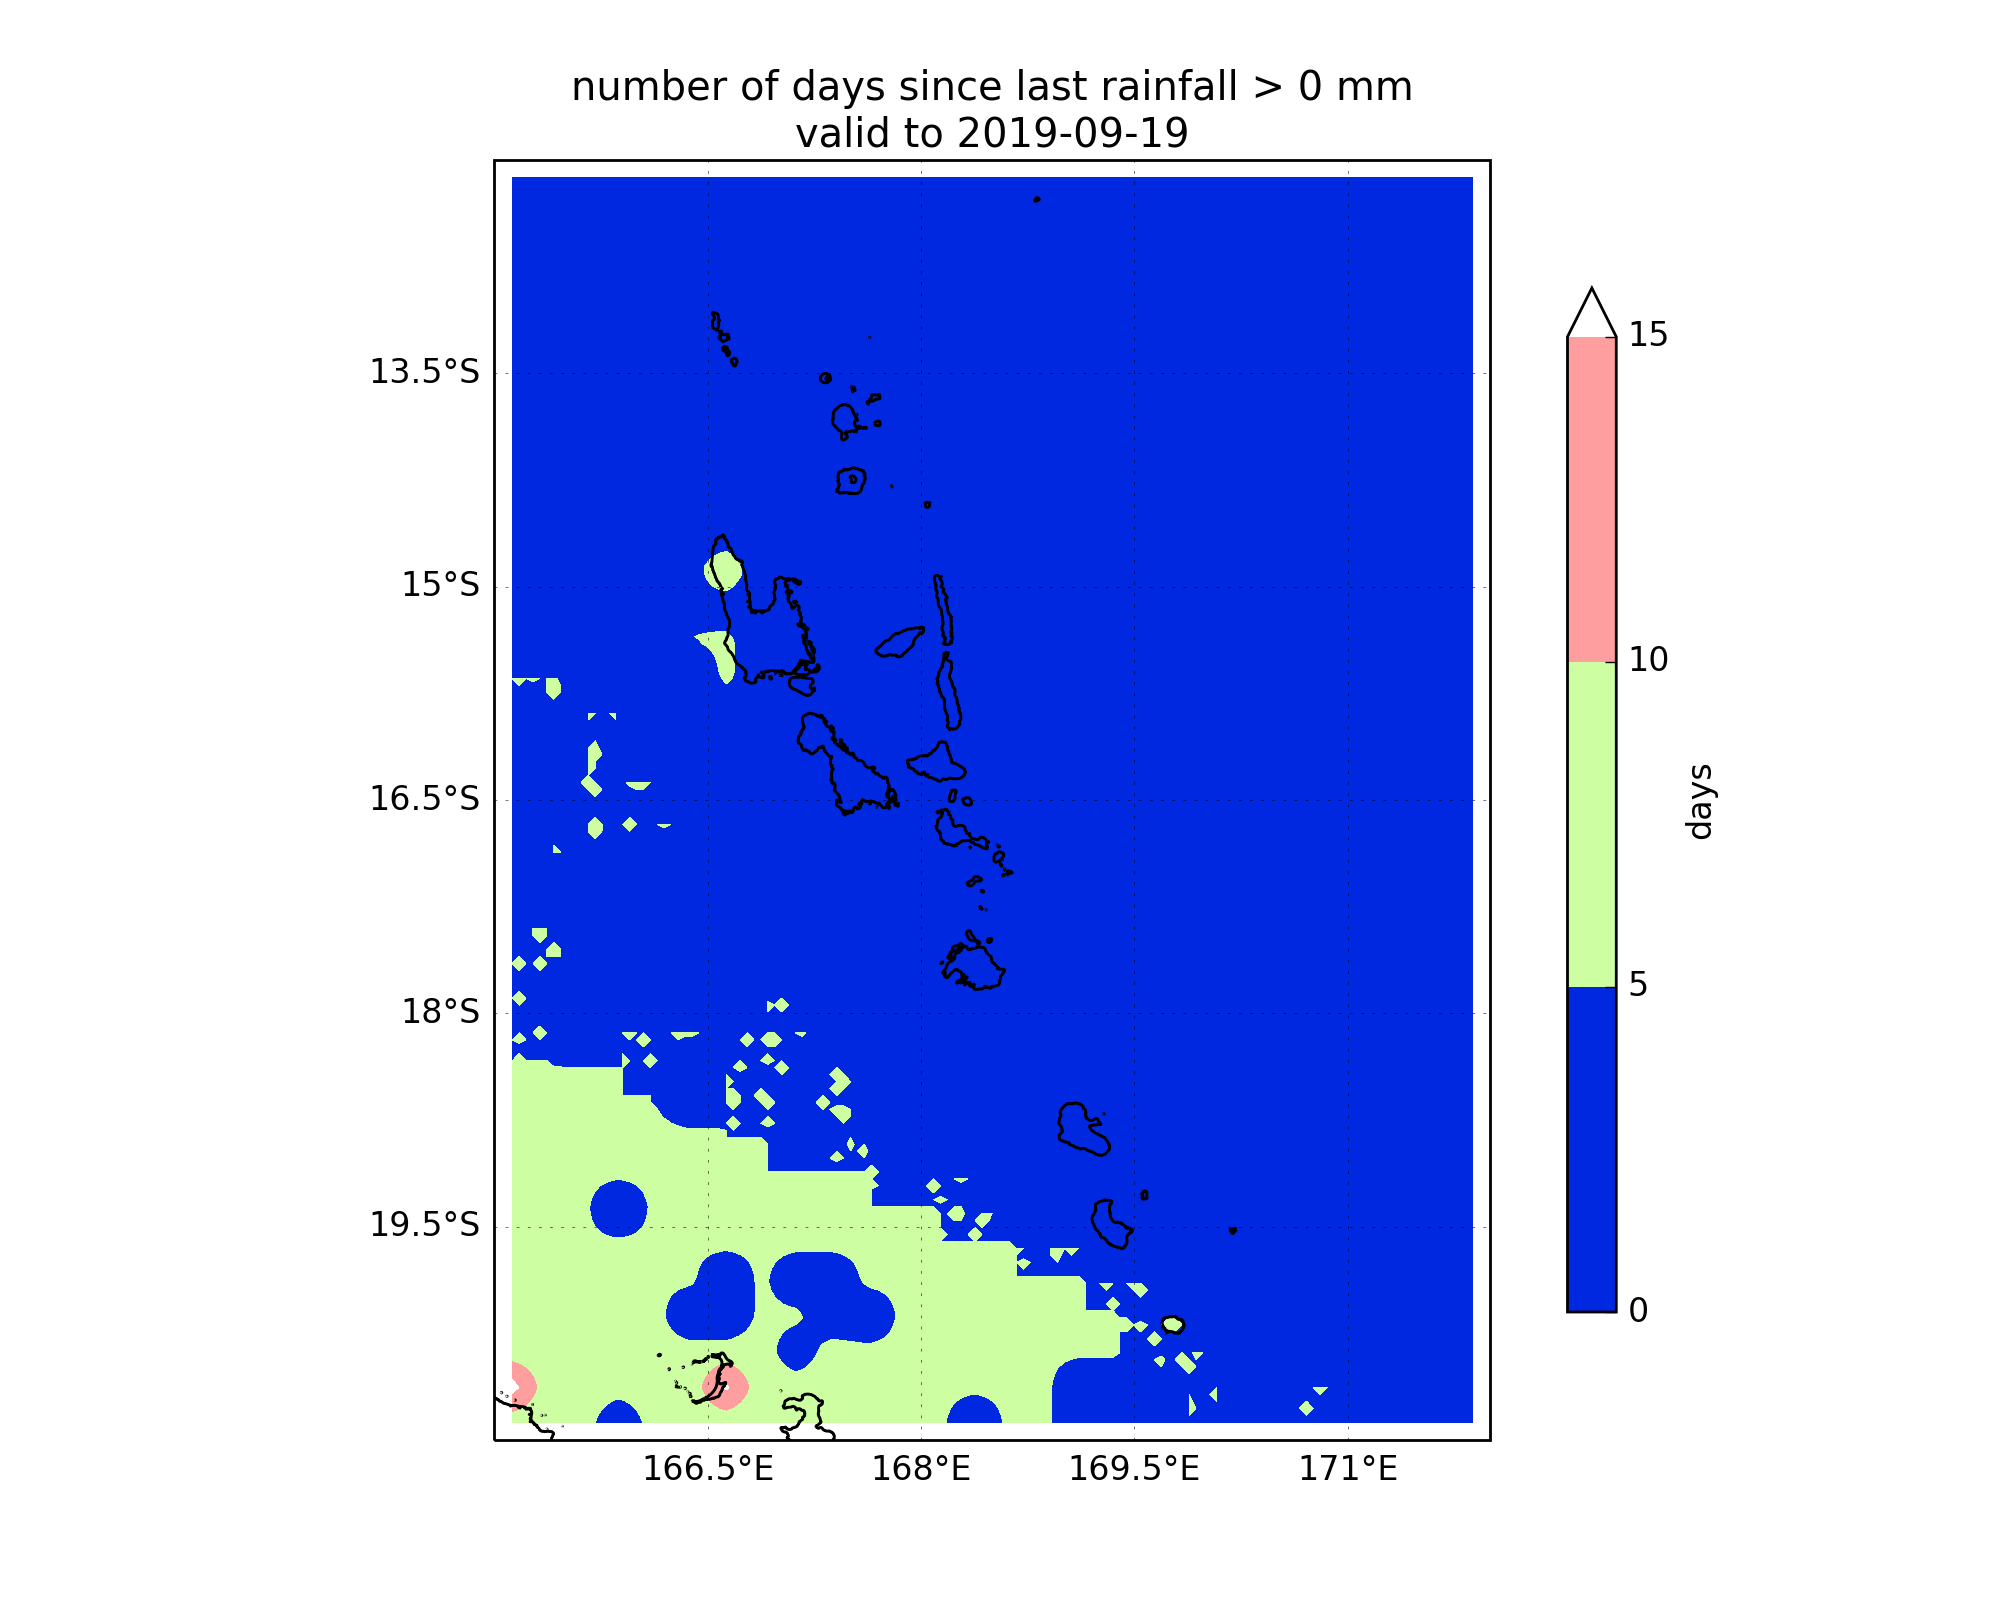 number of days since last rainfall > 0 mm
valid to 2019-09-19
13.5°S
15°S
16.5°S
18°S
19.5°S
166.5°E
168°E
169.5°E
171°E
15
10
5
0
days